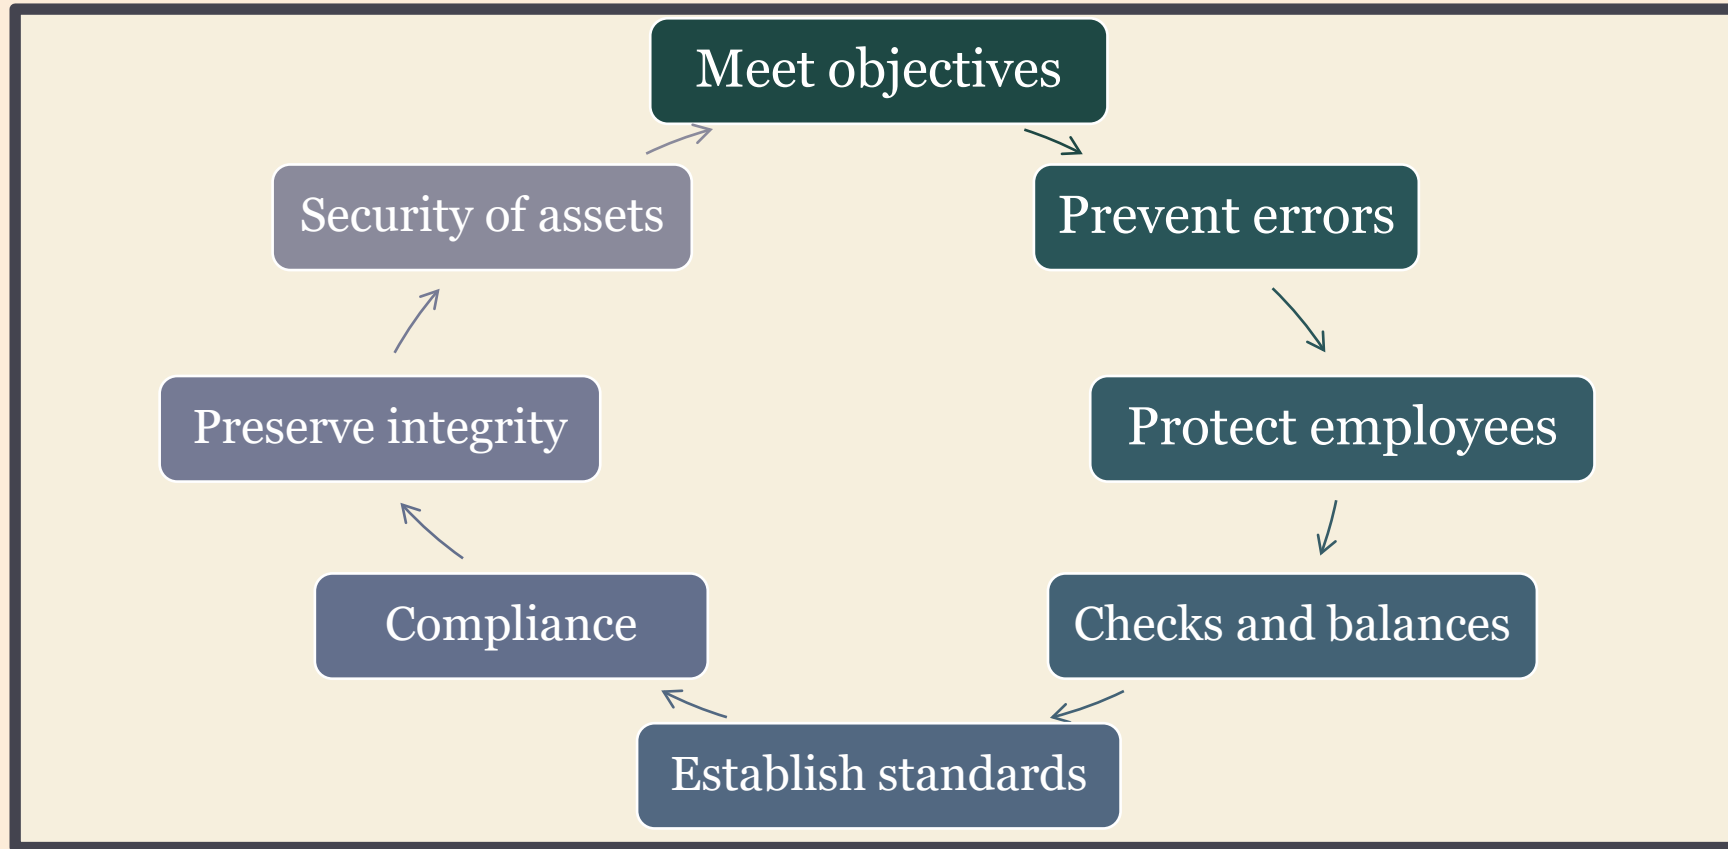 Meet objectives
Prevent errors
Protect employees
Checks and balances
Establish standards
Compliance
Preserve integrity
Security of assets